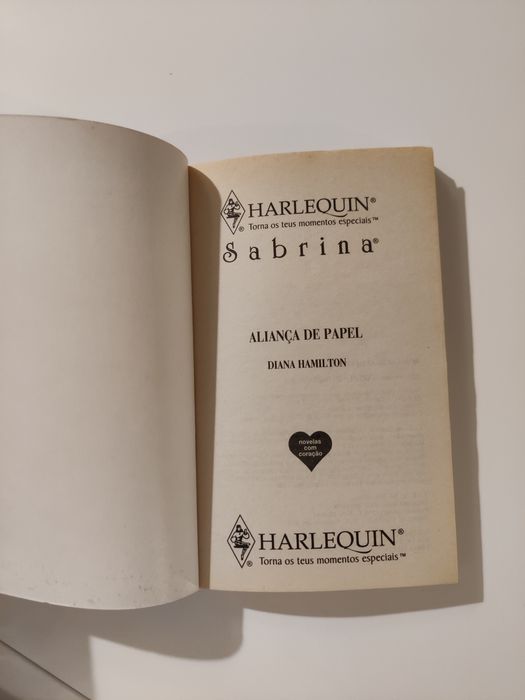 HARLEQUIN®
® Torna os teus momentos especiais™
Sabrina®
ALIANÇA DE PAPEL
DIANA HAMILTON
novelas
com
coração
HARLEQUIN®
® Torna os teus momentos especiais™